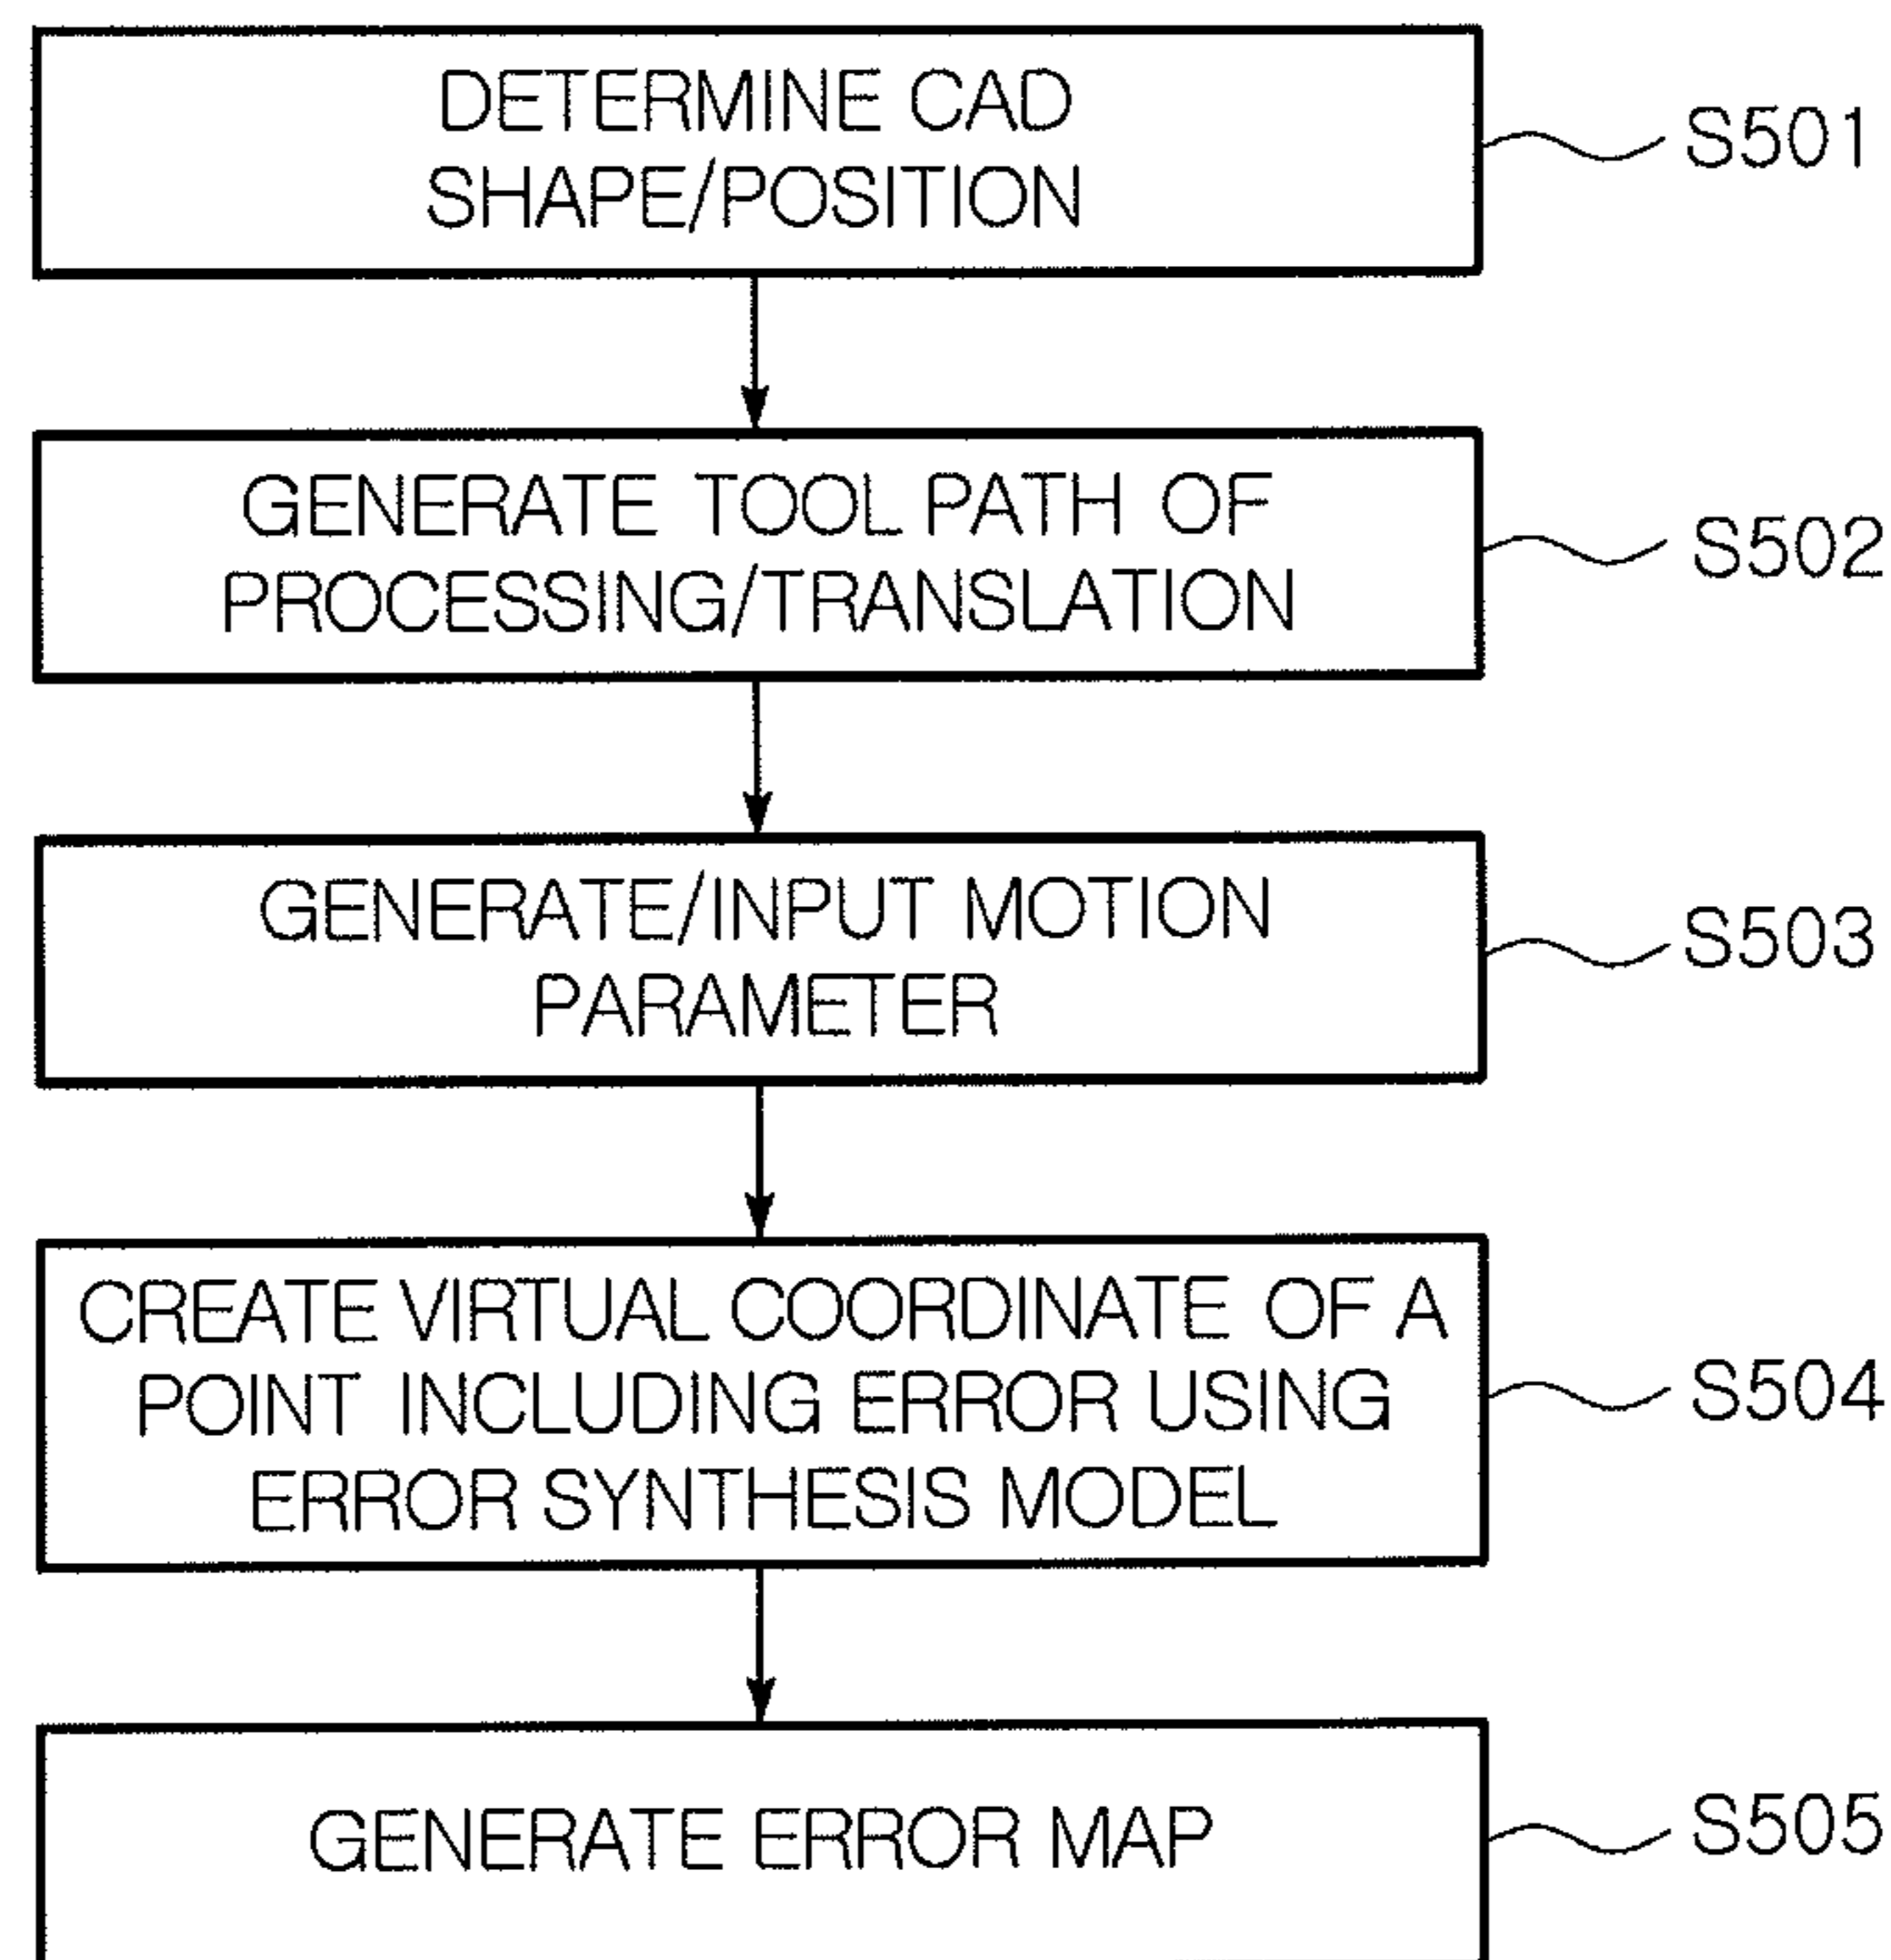 DETERMINE CAD
SHAPE/POSITION
S501
GENERATE TOOL PATH OF
PROCESSING/TRANSLATION
S502
GENERATE/INPUT MOTION
PARAMETER
S503
CREATE VIRTUAL COORDINATE OF A
POINT INCLUDING ERROR USING
ERROR SYNTHESIS MODEL
S504
GENERATE ERROR MAP
S505